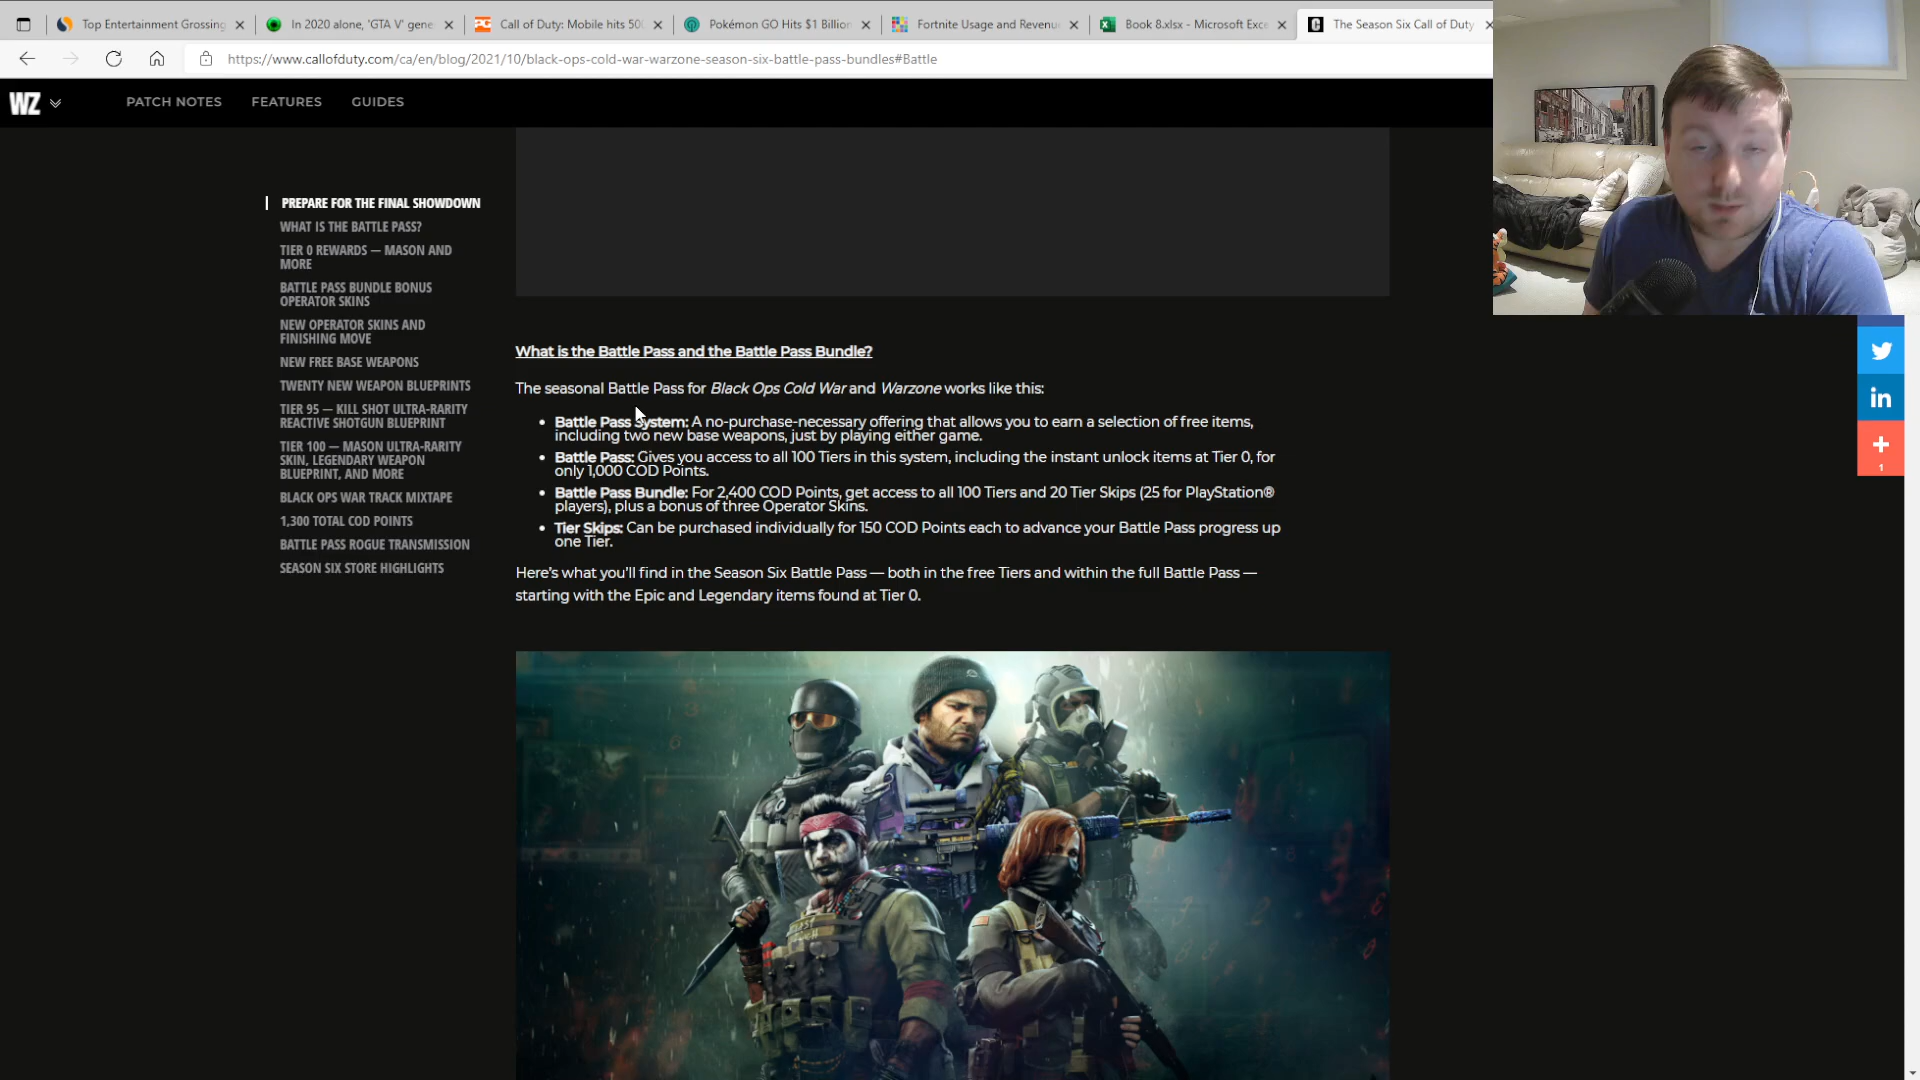 Top Entertainment Grossing
In 2020 alone, 'GTA V' gene
Call of Duty: Mobile hits 500
Pokémon GO Hits $1 Billion
Fortnite Usage and Revenu
Book 8.xlsx - Microsoft Exce
The Season Six Call of Duty
https://www.callofduty.com/ca/en/blog/2021/10/black-ops-cold-war-warzone-season-six-battle-pass-bundles#Battle
WZ
PATCH NOTES
FEATURES
GUIDES
PREPARE FOR THE FINAL SHOWDOWN
WHAT IS THE BATTLE PASS?
TIER 0 REWARDS — MASON AND
MORE
BATTLE PASS BUNDLE BONUS
OPERATOR SKINS
NEW OPERATOR SKINS AND
FINISHING MOVE
NEW FREE BASE WEAPONS
TWENTY NEW WEAPON BLUEPRINTS
TIER 95 — KILL SHOT ULTRA-RARITY
REACTIVE SHOTGUN BLUEPRINT
TIER 100 — MASON ULTRA-RARITY
SKIN, LEGENDARY WEAPON
BLUEPRINT, AND MORE
BLACK OPS WAR TRACK MIXTAPE
1,300 TOTAL COD POINTS
BATTLE PASS ROGUE TRANSMISSION
SEASON SIX STORE HIGHLIGHTS
What is the Battle Pass and the Battle Pass Bundle?
The seasonal Battle Pass for Black Ops Cold War and Warzone works like this:
• Battle Pass System: A no-purchase-necessary offering that allows you to earn a selection of free items,
including two new base weapons, just by playing either game.
• Battle Pass: Gives you access to all 100 Tiers in this system, including the instant unlock items at Tier 0, for
only 1,000 COD Points.
• Battle Pass Bundle: For 2,400 COD Points, get access to all 100 Tiers and 20 Tier Skips (25 for PlayStation®
players), plus a bonus of three Operator Skins.
• Tier Skips: Can be purchased individually for 150 COD Points each to advance your Battle Pass progress up
one Tier.
Here's what you'll find in the Season Six Battle Pass — both in the free Tiers and within the full Battle Pass —
starting with the Epic and Legendary items found at Tier 0.
1